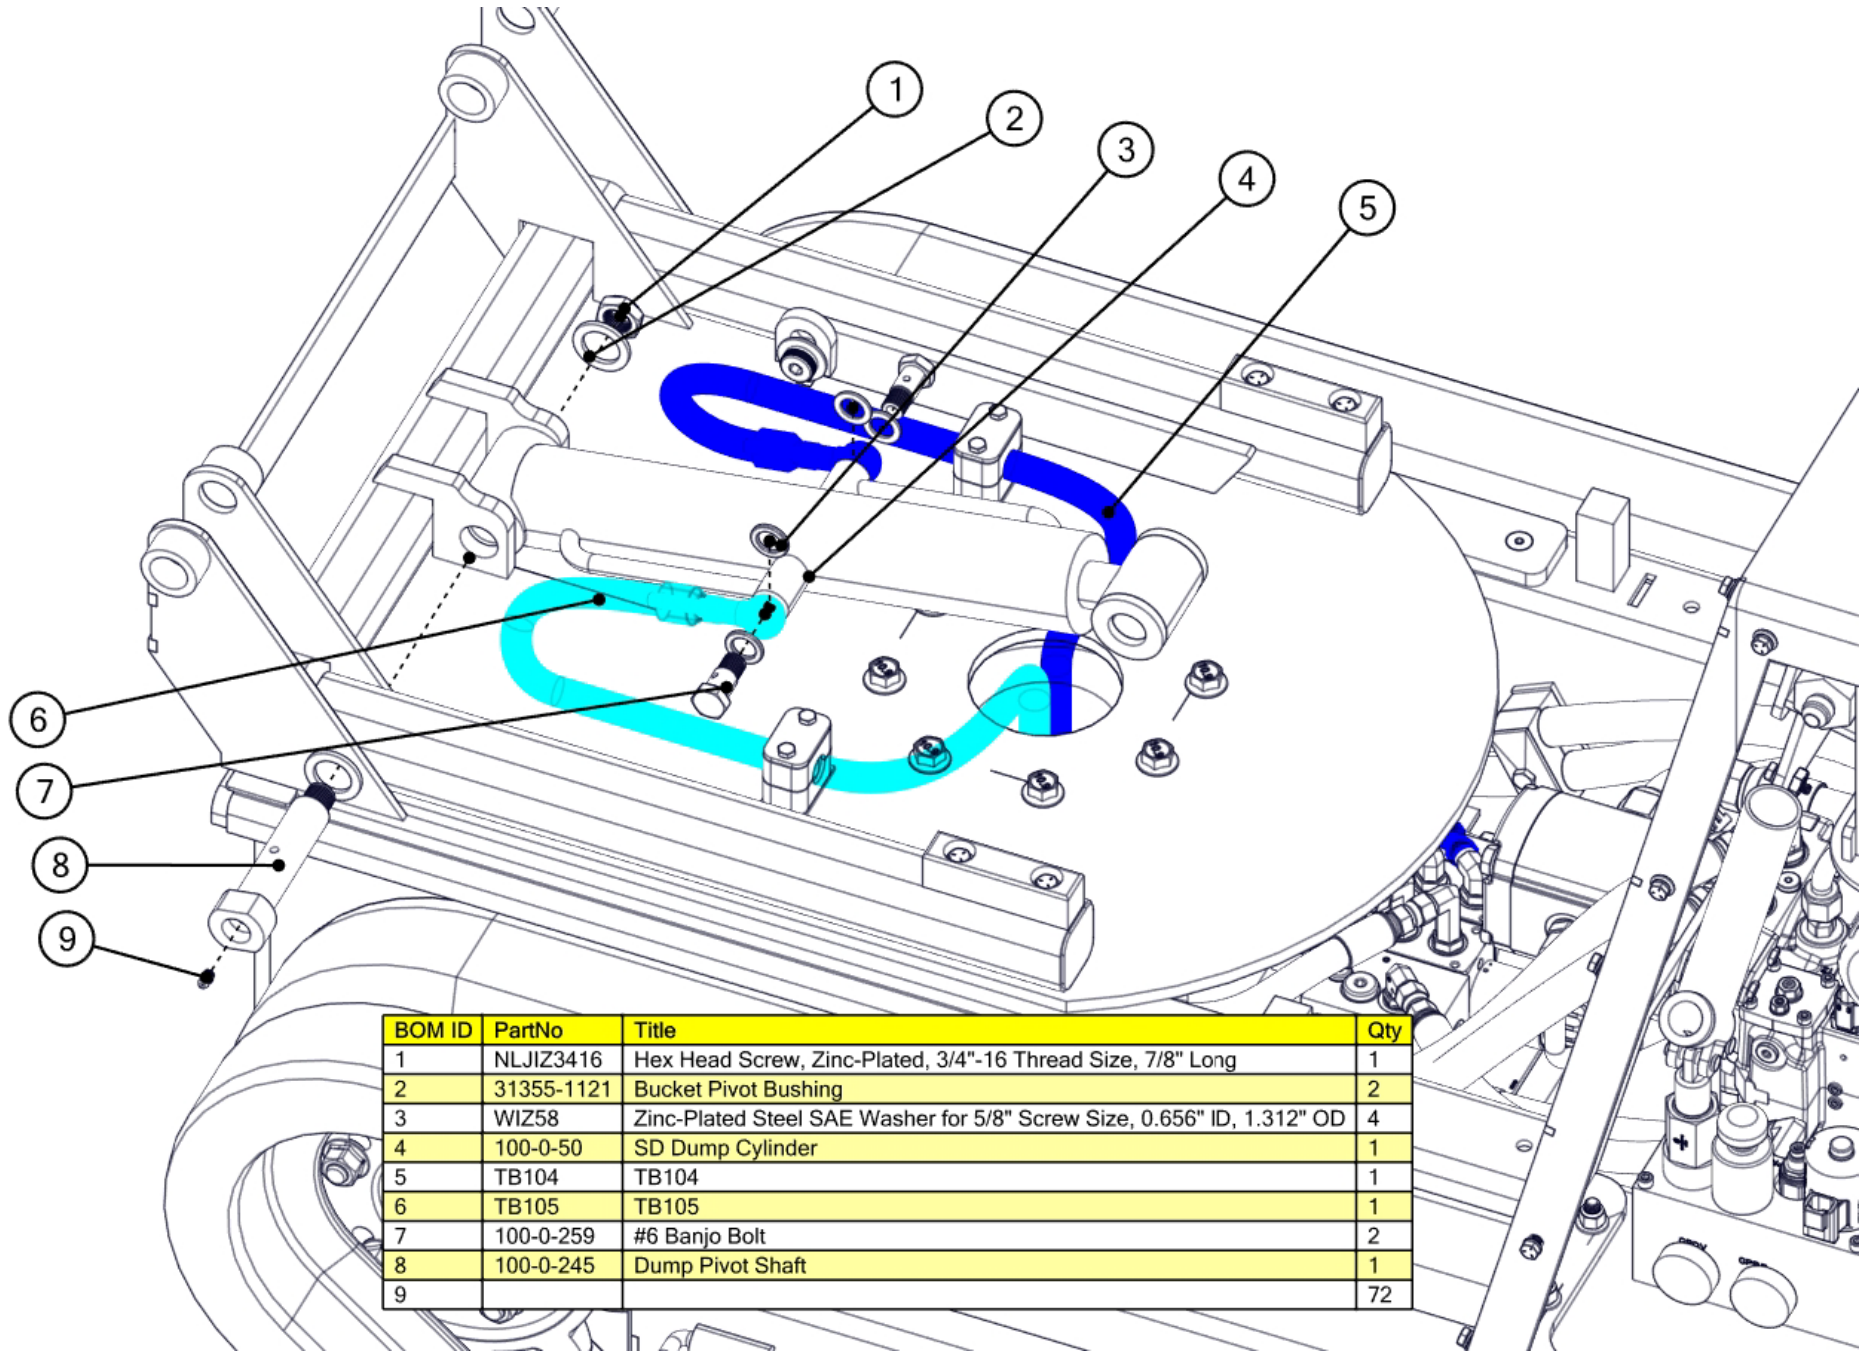 1
2
3
4
5
6
7
8
9
BOM ID PartNo Title Qty
1 NLJIZ3416 Hex Head Screw, Zinc-Plated, 3/4"-16 Thread Size, 7/8" Long 1
2 31355-1121 Bucket Pivot Bushing 2
3 WIZ58 Zinc-Plated Steel SAE Washer for 5/8" Screw Size, 0.656" ID, 1.312" OD 4
4 100-0-50 SD Dump Cylinder 1
5 TB104 TB104 1
6 TB105 TB105 1
7 100-0-259 #6 Banjo Bolt 2
8 100-0-245 Dump Pivot Shaft 1
9 72